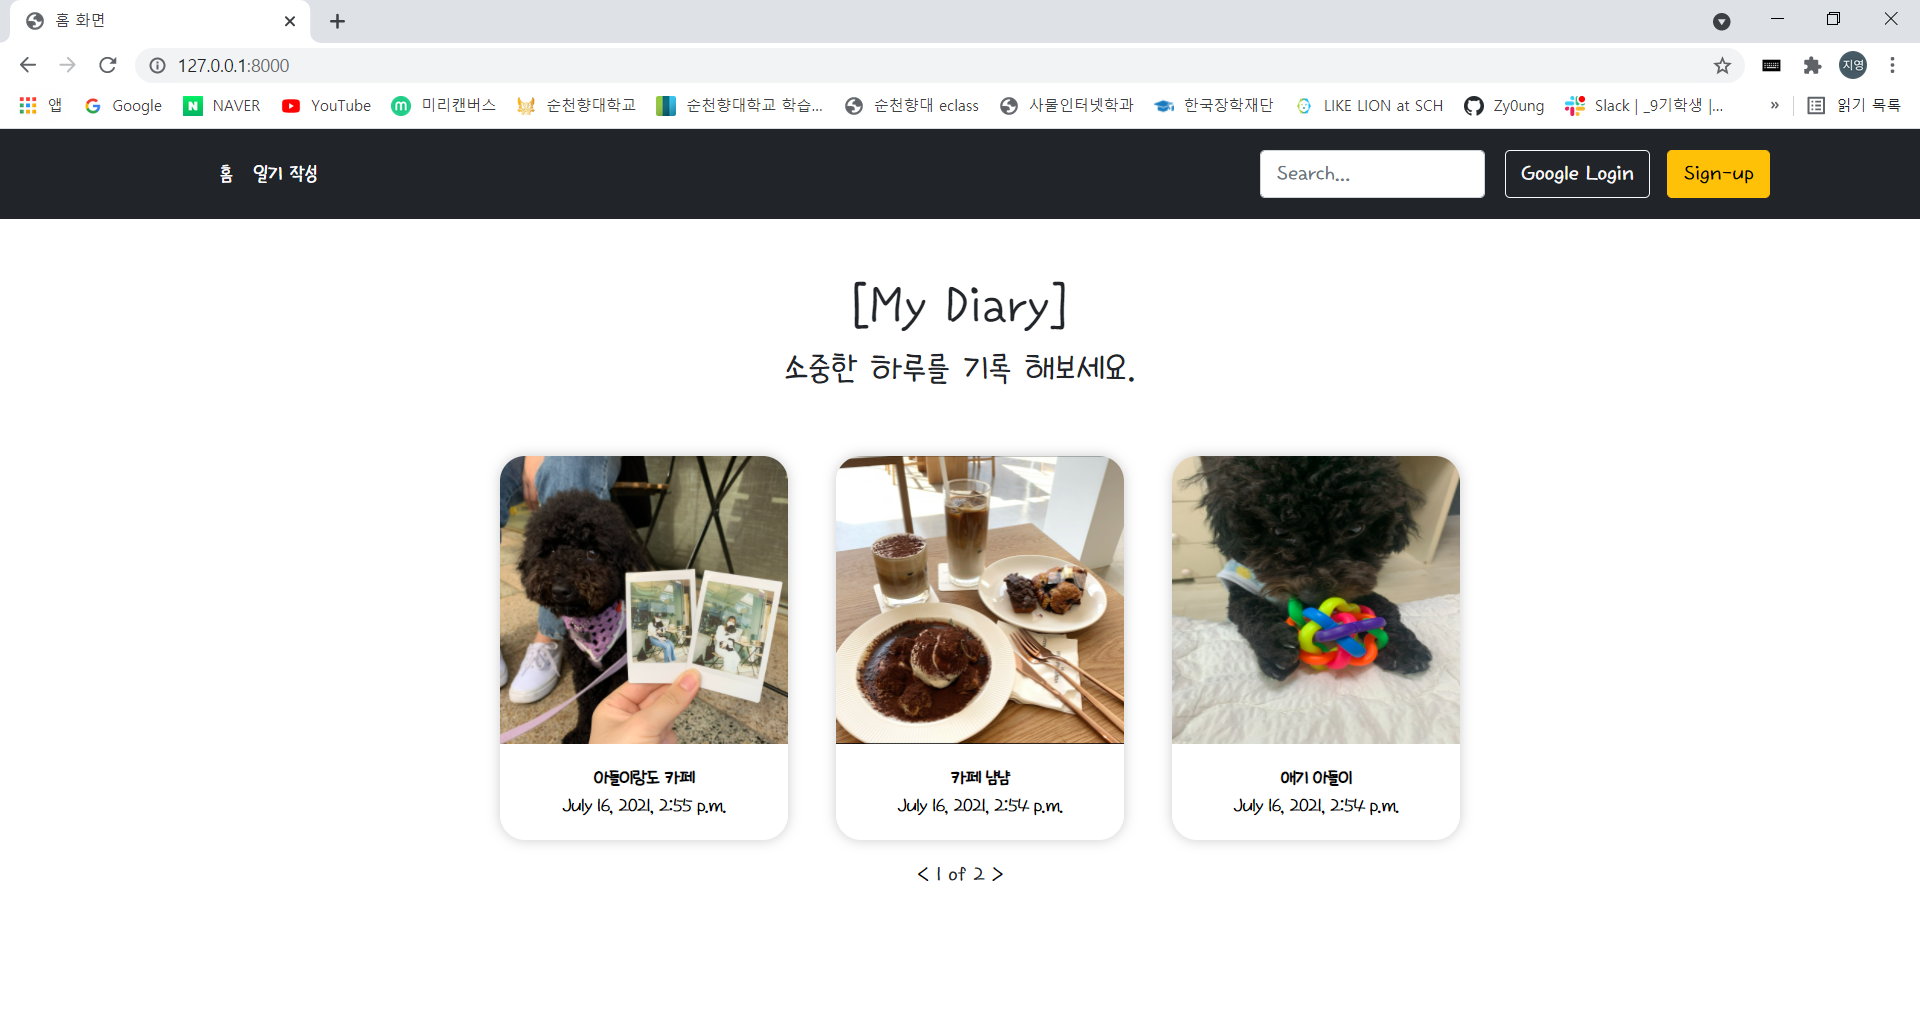 홈 화면
127.0.0.1:8000
지영
앱 Google NAVER YouTube 미리캔버스 순천향대학교 순천향대학교 학습... 순천향대 eclass 사물인터넷학과 한국장학재단 LIKE LION at SCH Zy0ung Slack | _9기학생 |... » 읽기 목록
홈 일기 작성 Search... Google Login Sign-up
[My Diary]
소중한 하루를 기록 해보세요.
아들이랑도 카페
July 16, 2021, 2:55 p.m.
카페 냠냠
July 16, 2021, 2:54 p.m.
애기 아들이
July 16, 2021, 2:54 p.m.
< 1 of 2 >